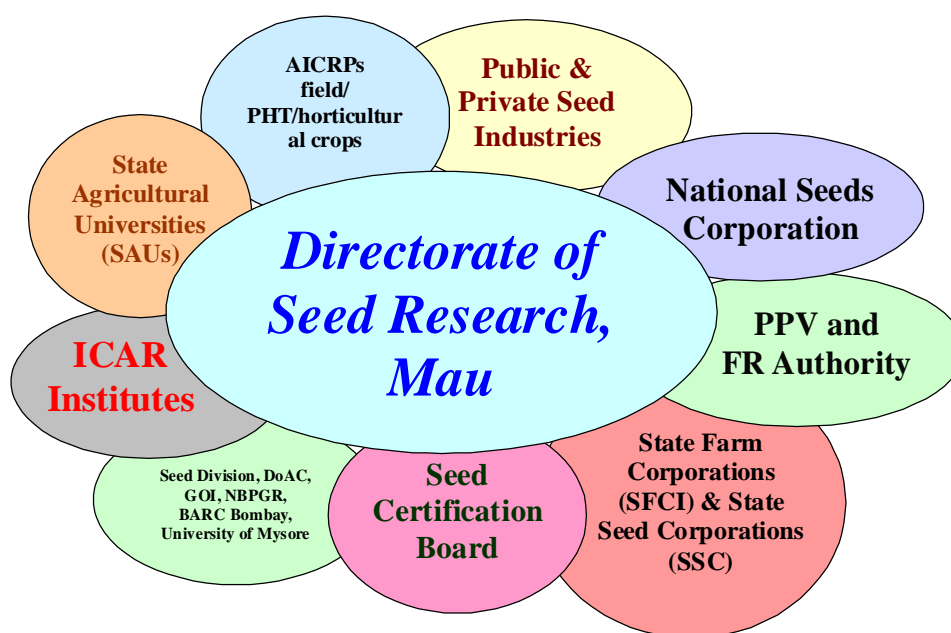 AICRPs
field/
PHT/horticultur
al crops
Public &
Private Seed
Industries
State
Agricultural
Universities
(SAUs)
National Seeds
Corporation
Directorate of
Seed Research,
Mau
PPV and
FR Authority
ICAR
Institutes
Seed Division, DoAC,
GOI, NBPGR,
BARC Bombay,
University of Mysore
Seed
Certification
Board
State Farm
Corporations
(SFCI) & State
Seed Corporations
(SSC)